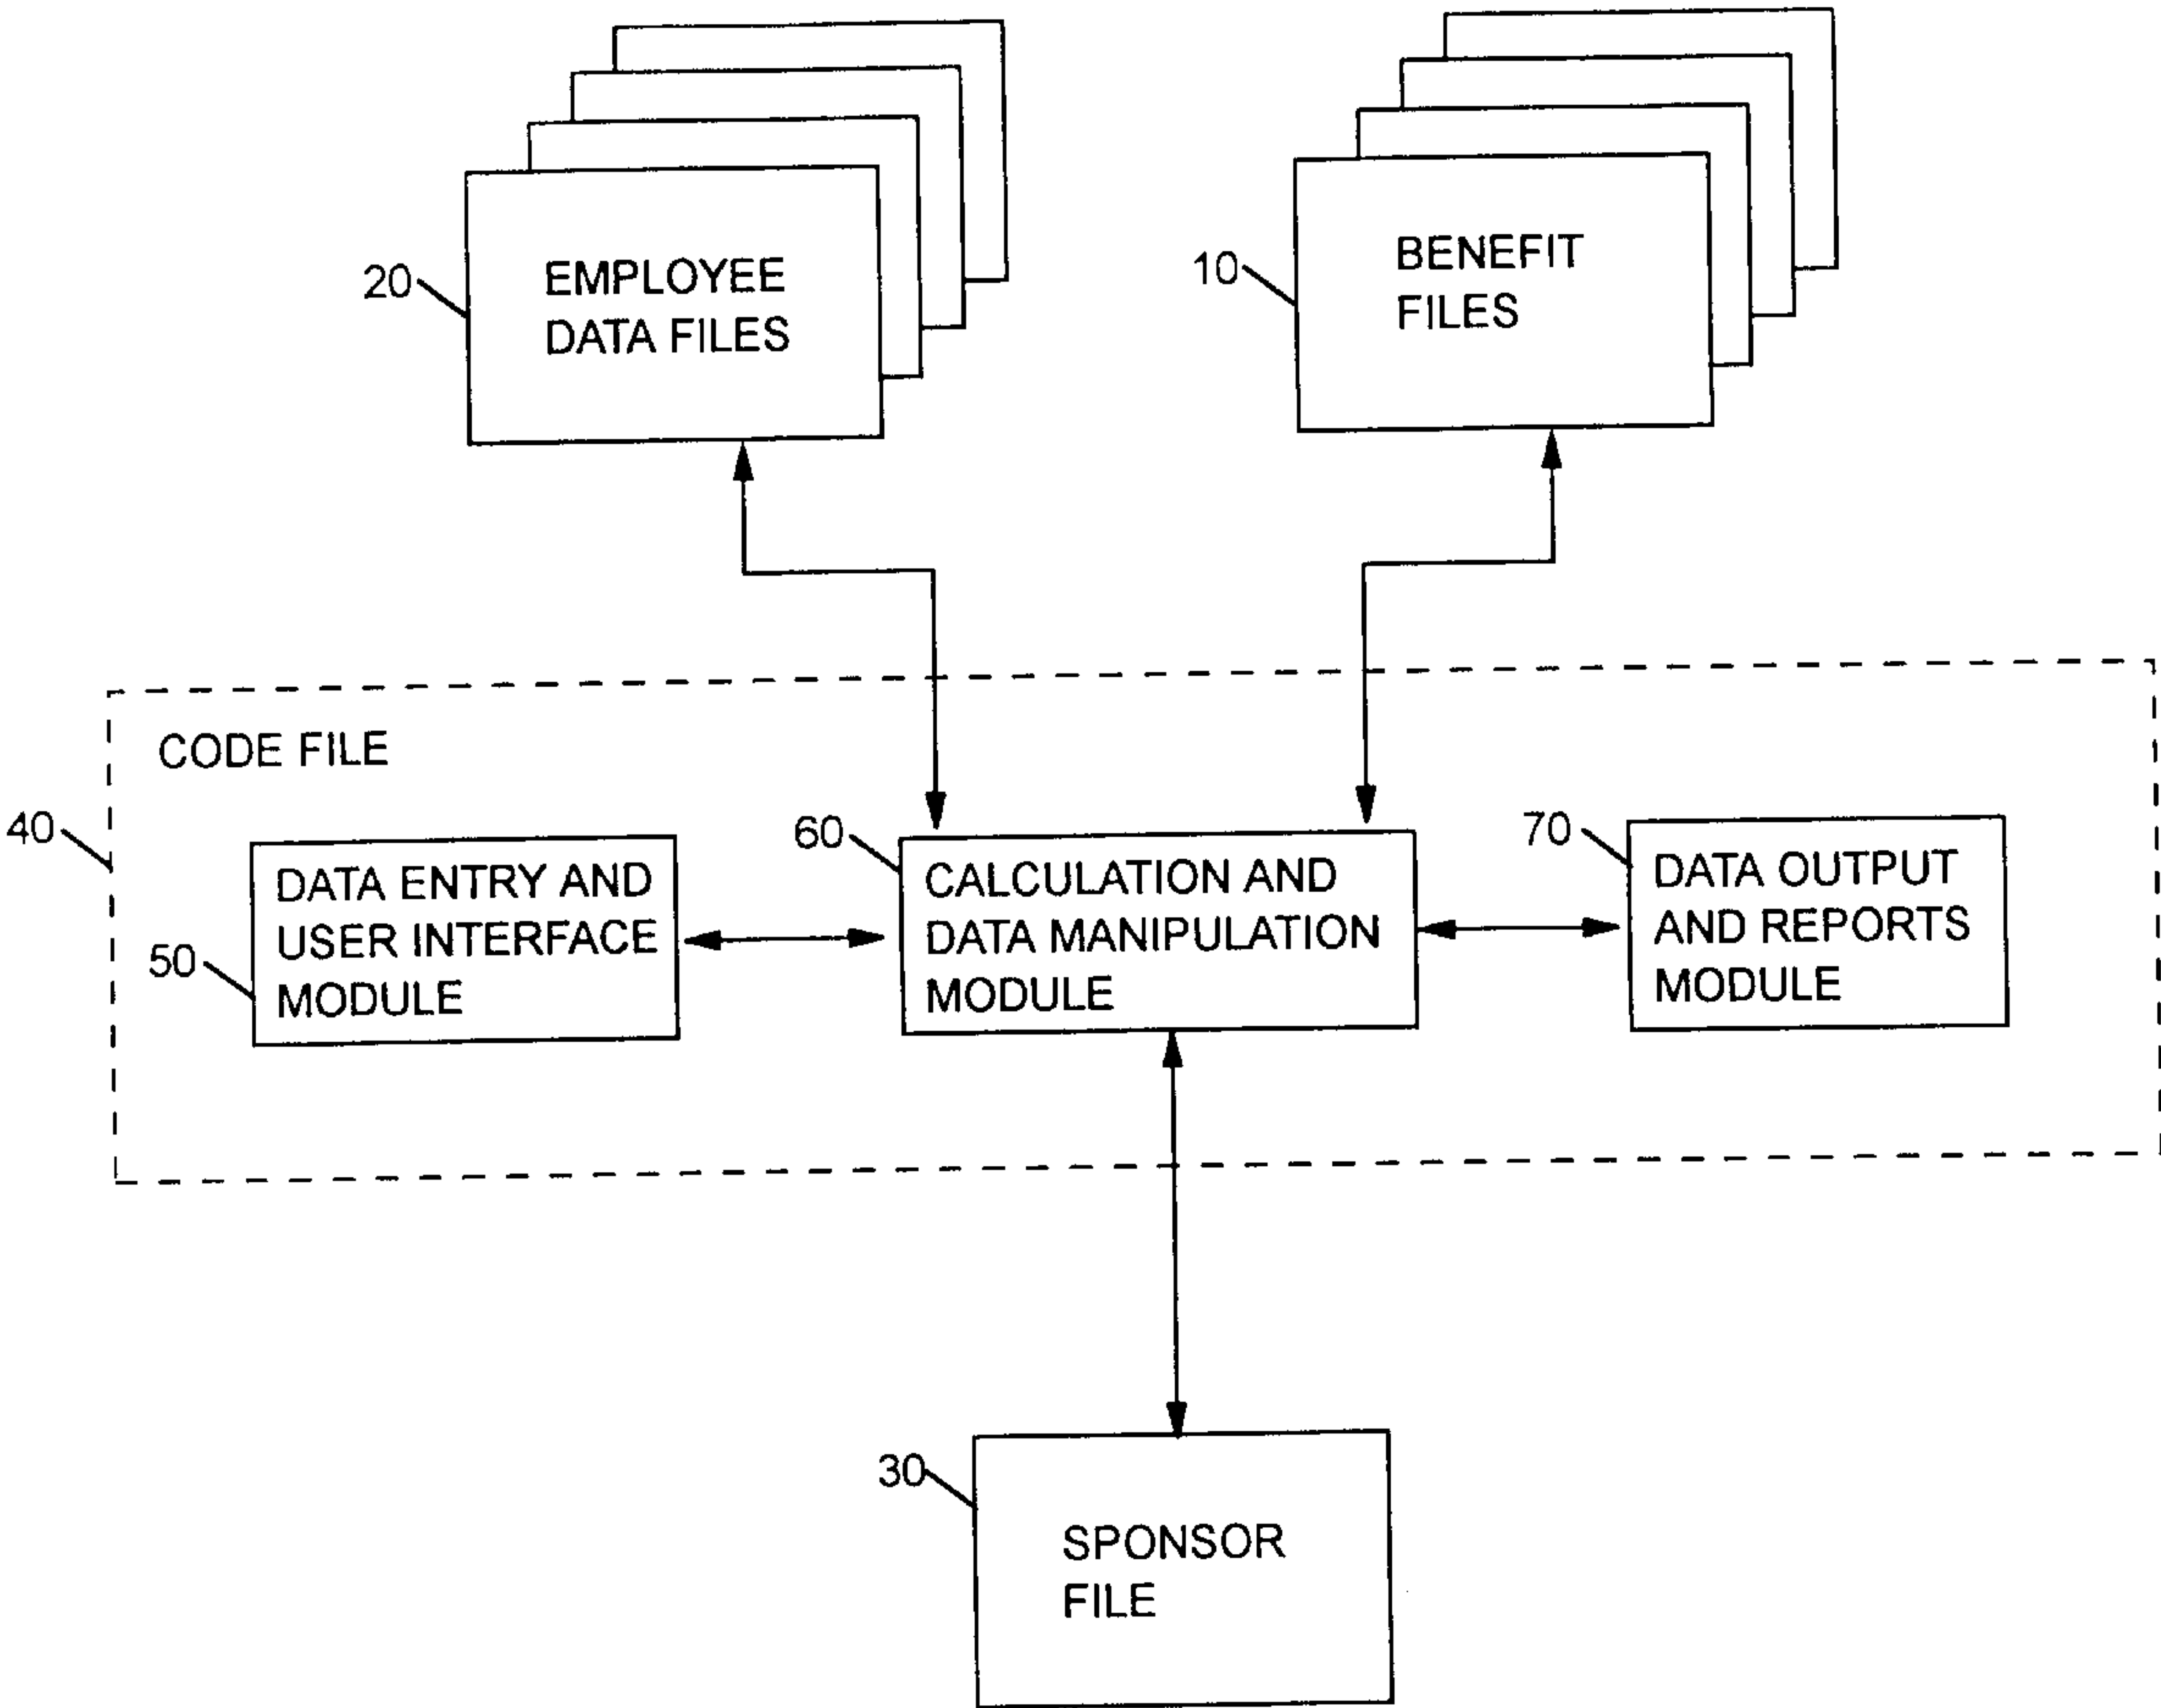 20
EMPLOYEE
DATA FILES
10
BENEFIT
FILES
CODE FILE
40
50
DATA ENTRY AND
USER INTERFACE
MODULE
60
CALCULATION AND
DATA MANIPULATION
MODULE
70
DATA OUTPUT
AND REPORTS
MODULE
30
SPONSOR
FILE